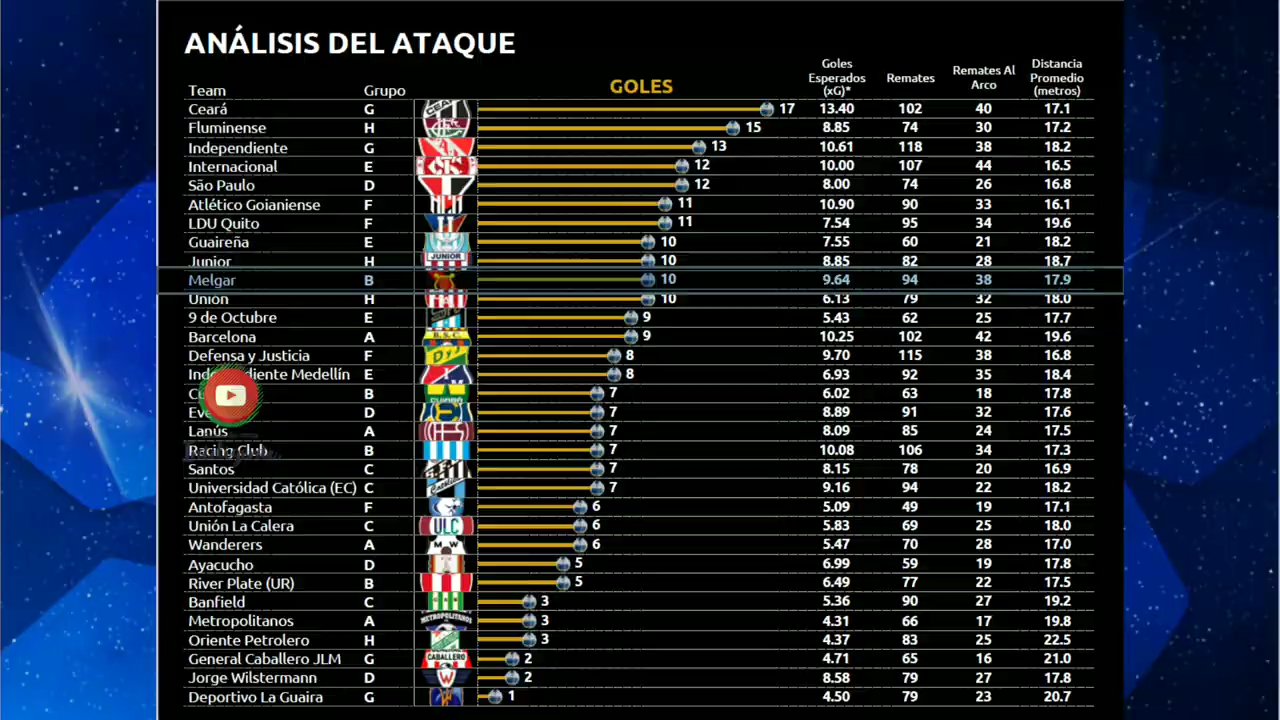 ANÁLISIS DEL ATAQUE
Team Grupo GOLES Goles Esperados (xG)* Remates Remates Al Arco Distancia Promedio (metros)
Ceará G 17 13.40 102 40 17.1
Fluminense H 15 8.85 74 30 17.2
Independiente G 13 10.61 118 38 18.2
Internacional E 12 10.00 107 44 16.5
São Paulo D 12 8.00 74 26 16.8
Atlético Goianiense F 11 10.90 90 33 16.1
LDU Quito F 11 7.54 95 34 19.6
Guaireña E 10 7.55 60 21 18.2
Junior H JUNIOR 10 8.85 82 28 18.7
Melgar B 10 9.64 94 38 17.9
Unión H 10 6.13 79 32 18.0
9 de Octubre E 9 5.43 62 25 17.7
Barcelona A B.S.C. 9 10.25 102 42 19.6
Defensa y Justicia F D y J 8 9.70 115 38 16.8
Independiente Medellín E 8 6.93 92 35 18.4
B 7 6.02 63 18 17.8
D 7 8.89 91 32 17.6
Lanús A 7 8.09 85 24 17.5
Racing Club B 7 10.08 106 34 17.3
Santos C 7 8.15 78 20 16.9
Universidad Católica (EC) C Católica 7 9.16 94 22 18.2
Antofagasta F 6 5.09 49 19 17.1
Unión La Calera C ULC 6 5.83 69 25 18.0
Wanderers A M W 6 5.47 70 28 17.0
Ayacucho D 5 6.99 59 19 17.8
River Plate (UR) B 5 6.49 77 22 17.5
Banfield C 3 5.36 90 27 19.2
Metropolitanos A METROPOLITANOS 3 4.31 66 17 19.8
Oriente Petrolero H 3 4.37 83 25 22.5
General Caballero JLM G CABALLERO 2 4.71 65 16 21.0
Jorge Wilstermann D W 2 8.58 79 27 17.8
Deportivo La Guaira G 1 4.50 79 23 20.7